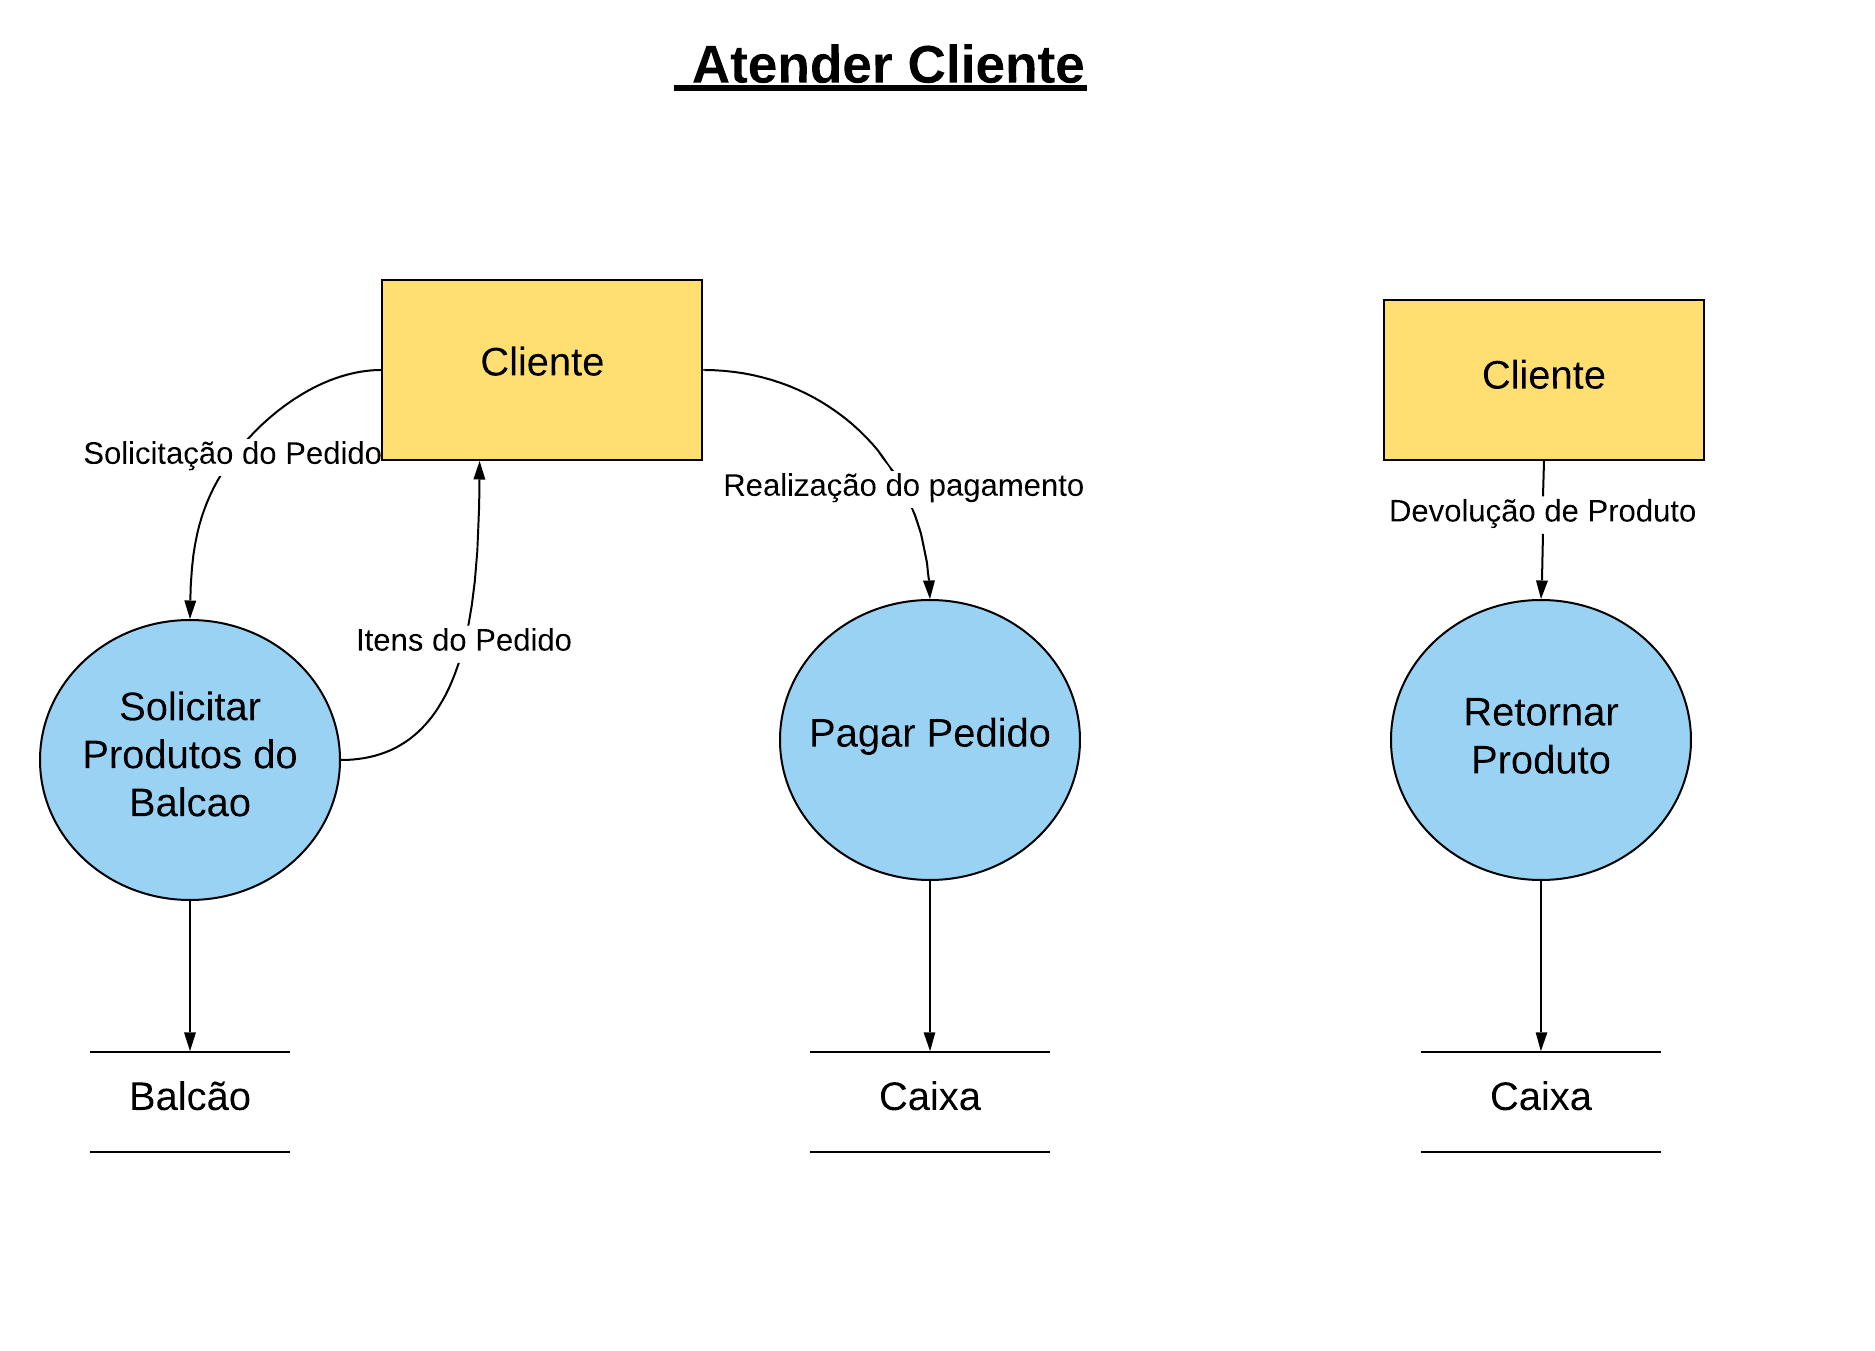 Atender Cliente
Cliente
Cliente
Solicitação do Pedido
Realização do pagamento
Devolução de Produto
Itens do Pedido
Solicitar
Produtos do
Balcao
Pagar Pedido
Retornar
Produto
Balcão
Caixa
Caixa